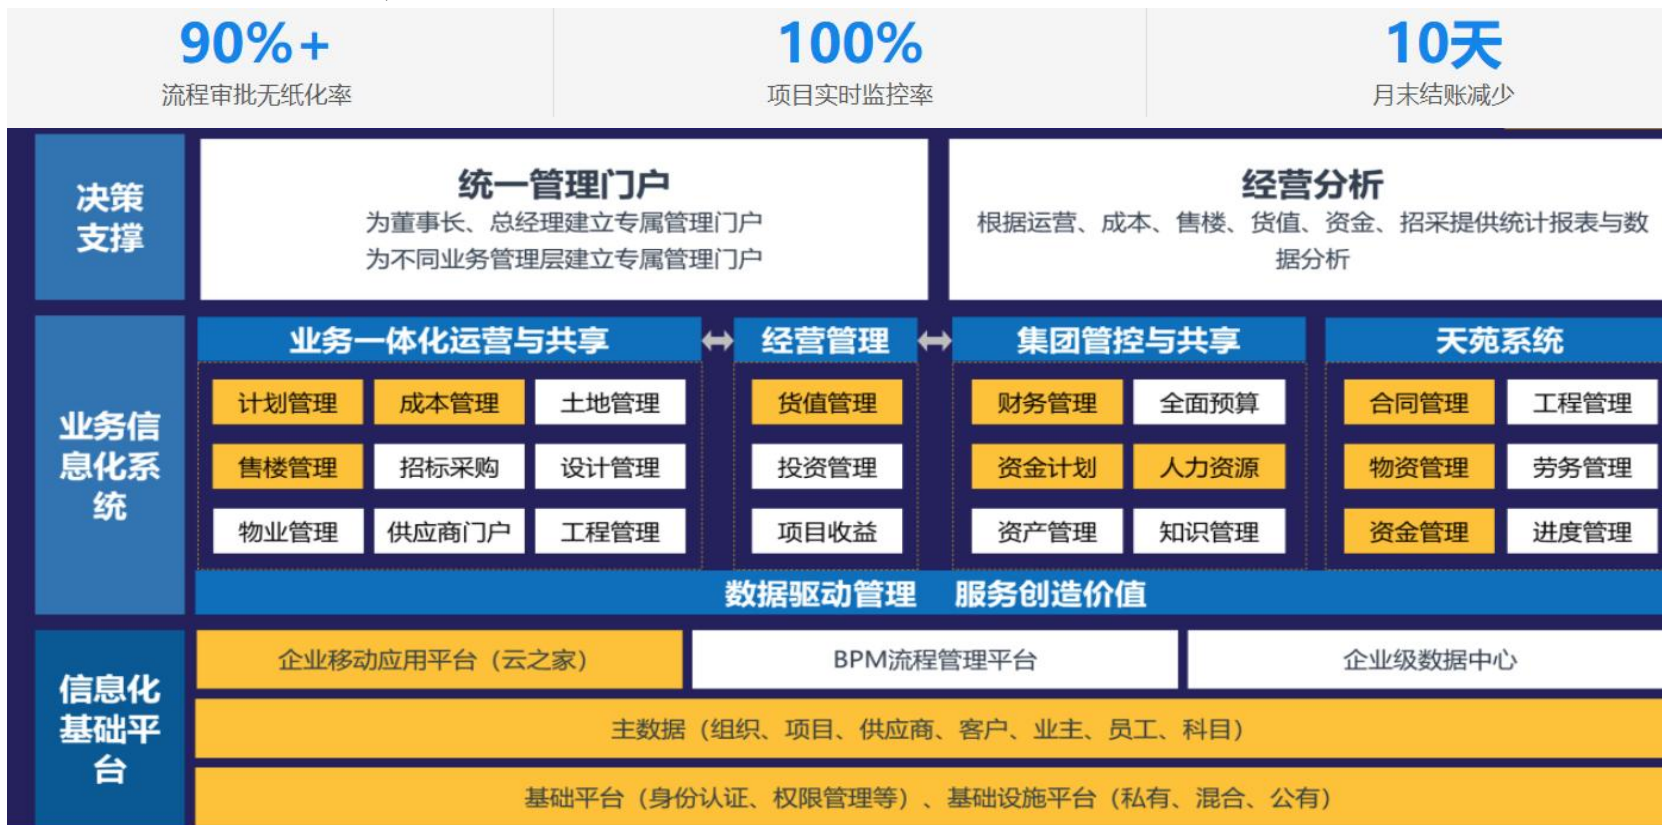 90%+
100%
10天
流程审批无纸化率
项目实时监控率
月末结账减少
决策
支撑
统一管理门户
为董事长、总经理建立专属管理门户
为不同业务管理层建立专属管理门户
经营分析
根据运营、成本、售楼、货值、资金、招采提供统计报表与数
据分析
业务信
息化系
统
业务一体化运营与共享
经营管理
集团管控与共享
天苑系统
计划管理
成本管理
土地管理
货值管理
财务管理
全面预算
合同管理
工程管理
售楼管理
招标采购
设计管理
投资管理
资金计划
人力资源
物资管理
劳务管理
物业管理
供应商门户
工程管理
项目收益
资产管理
知识管理
资金管理
进度管理
数据驱动管理 服务创造价值
信息化
基础平
台
企业移动应用平台（云之家）
BPM流程管理平台
企业级数据中心
主数据（组织、项目、供应商、客户、业主、员工、科目）
基础平台（身份认证、权限管理等）、基础设施平台（私有、混合、公有）